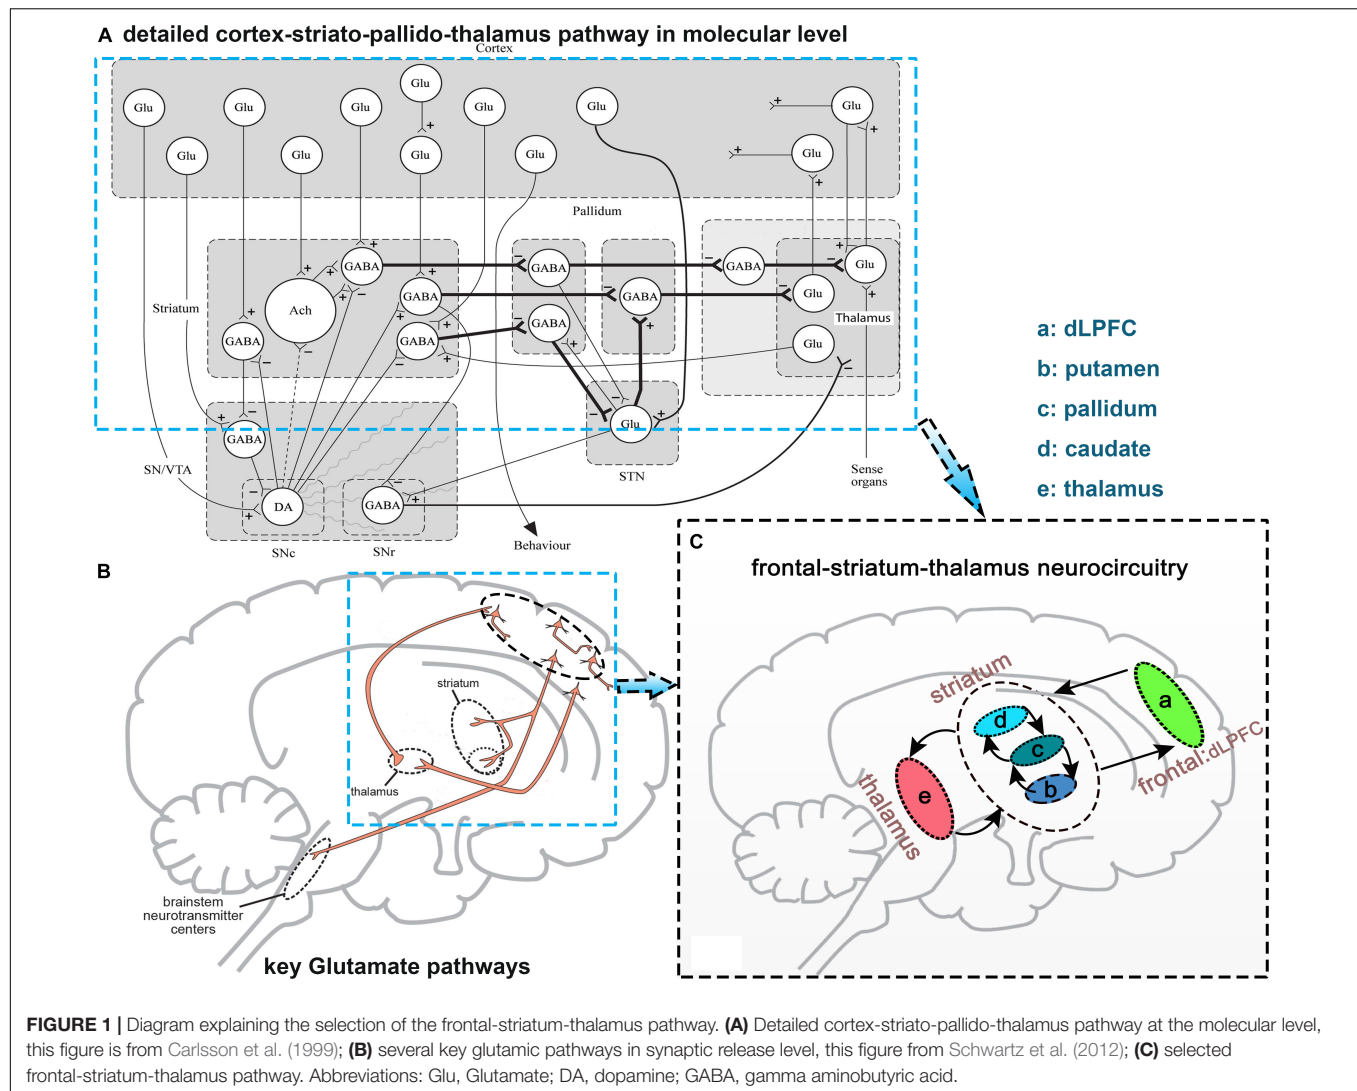 A detailed cortex-striato-pallido-thalamus pathway in molecular level
Cortex
Glu
Glu Glu Glu Glu Glu Glu
Glu Glu Glu Glu Glu Glu
Pallidum
GABA GABA GABA Glu
Striatum
Ach GABA GABA Glu
Thalamus
GABA GABA GABA Glu
Glu
GABA
SN/VTA
STN
Sense
organs
DA GABA
SNc SNr
Behaviour
a: dLPFC
b: putamen
c: pallidum
d: caudate
e: thalamus
B
striatum
thalamus
brainstem
neurotransmitter
centers
key Glutamate pathways
C
frontal-striatum-thalamus neurocircuitry
striatum
thalamus
frontal:dLPFC
a
d
c
b
e
FIGURE 1 | Diagram explaining the selection of the frontal-striatum-thalamus pathway. (A) Detailed cortex-striato-pallido-thalamus pathway at the molecular level,
this figure is from Carlsson et al. (1999); (B) several key glutamic pathways in synaptic release level, this figure from Schwartz et al. (2012); (C) selected
frontal-striatum-thalamus pathway. Abbreviations: Glu, Glutamate; DA, dopamine; GABA, gamma aminobutyric acid.